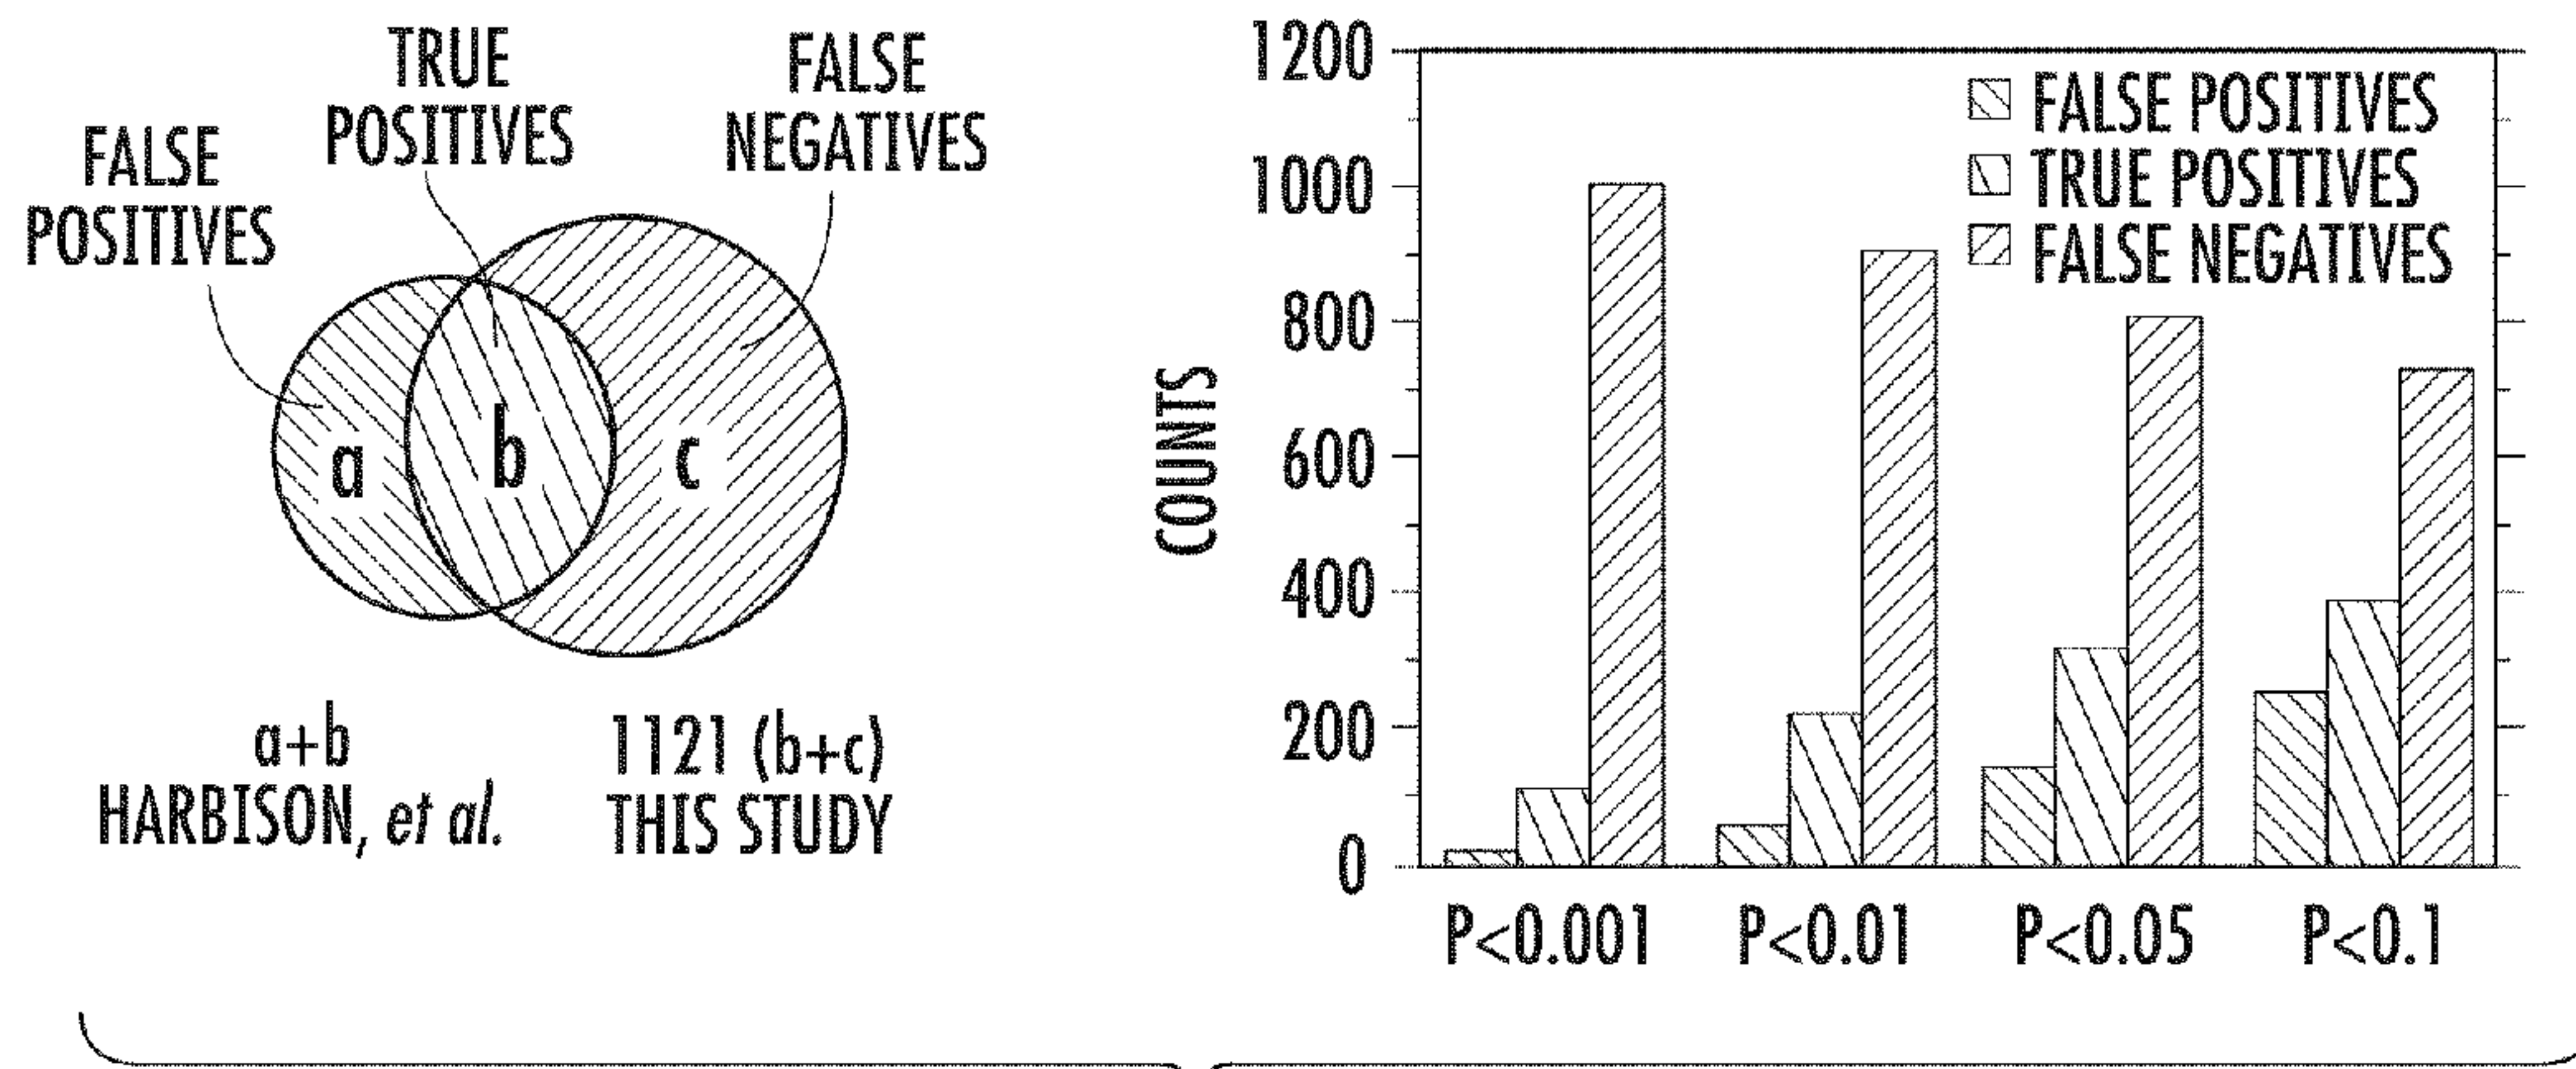 TRUE
POSITIVES
FALSE
NEGATIVES
FALSE
POSITIVES
a
b
c
a+b
HARBISON, et al.
1121 (b+c)
THIS STUDY
COUNTS
1200
1000
800
600
400
200
0
FALSE POSITIVES
TRUE POSITIVES
FALSE NEGATIVES
P<0.001
P<0.01
P<0.05
P<0.1